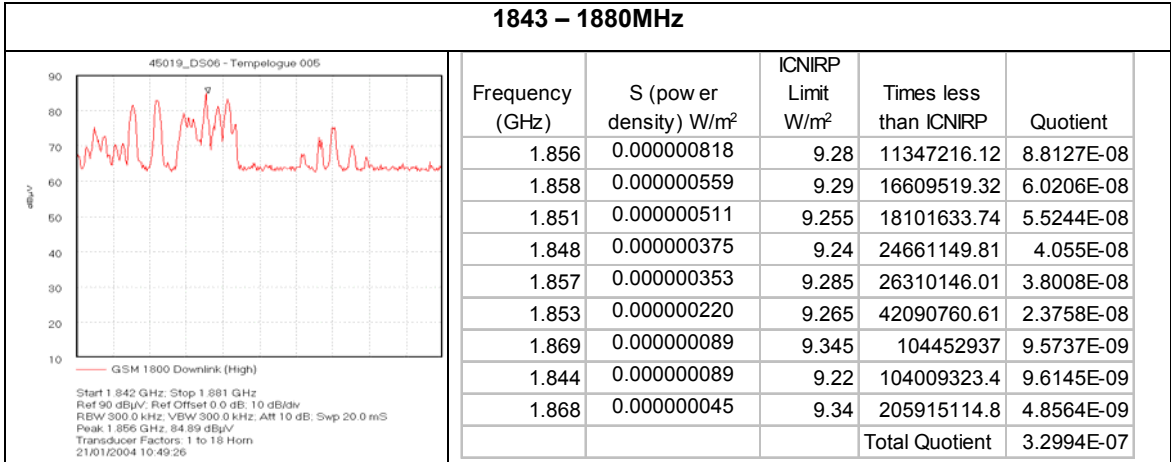 1843 – 1880MHz
45019_DS06 - Tempelogue 005
90
80
70
60
50
40
30
20
10
dBµV
GSM 1800 Downlink (High)
Start 1.842 GHz; Stop 1.881 GHz
Ref 90 dBµV; Ref Offset 0.0 dB; 10 dB/div
RBW 300.0 kHz; VBW 300.0 kHz; Att 10 dB; Swp 20.0 mS
Peak 1.856 GHz, 84.89 dBµV
Transducer Factors: 1 to 18 Horn
21/01/2004 10:49:26
Frequency (GHz) S (power density) W/m² ICNIRP Limit W/m² Times less than ICNIRP Quotient
1.856 0.000000818 9.28 11347216.12 8.8127E-08
1.858 0.000000559 9.29 16609519.32 6.0206E-08
1.851 0.000000511 9.255 18101633.74 5.5244E-08
1.848 0.000000375 9.24 24661149.81 4.055E-08
1.857 0.000000353 9.285 26310146.01 3.8008E-08
1.853 0.000000220 9.265 42090760.61 2.3758E-08
1.869 0.000000089 9.345 104452937 9.5737E-09
1.844 0.000000089 9.22 104009323.4 9.6145E-09
1.868 0.000000045 9.34 205915114.8 4.8564E-09
Total Quotient 3.2994E-07